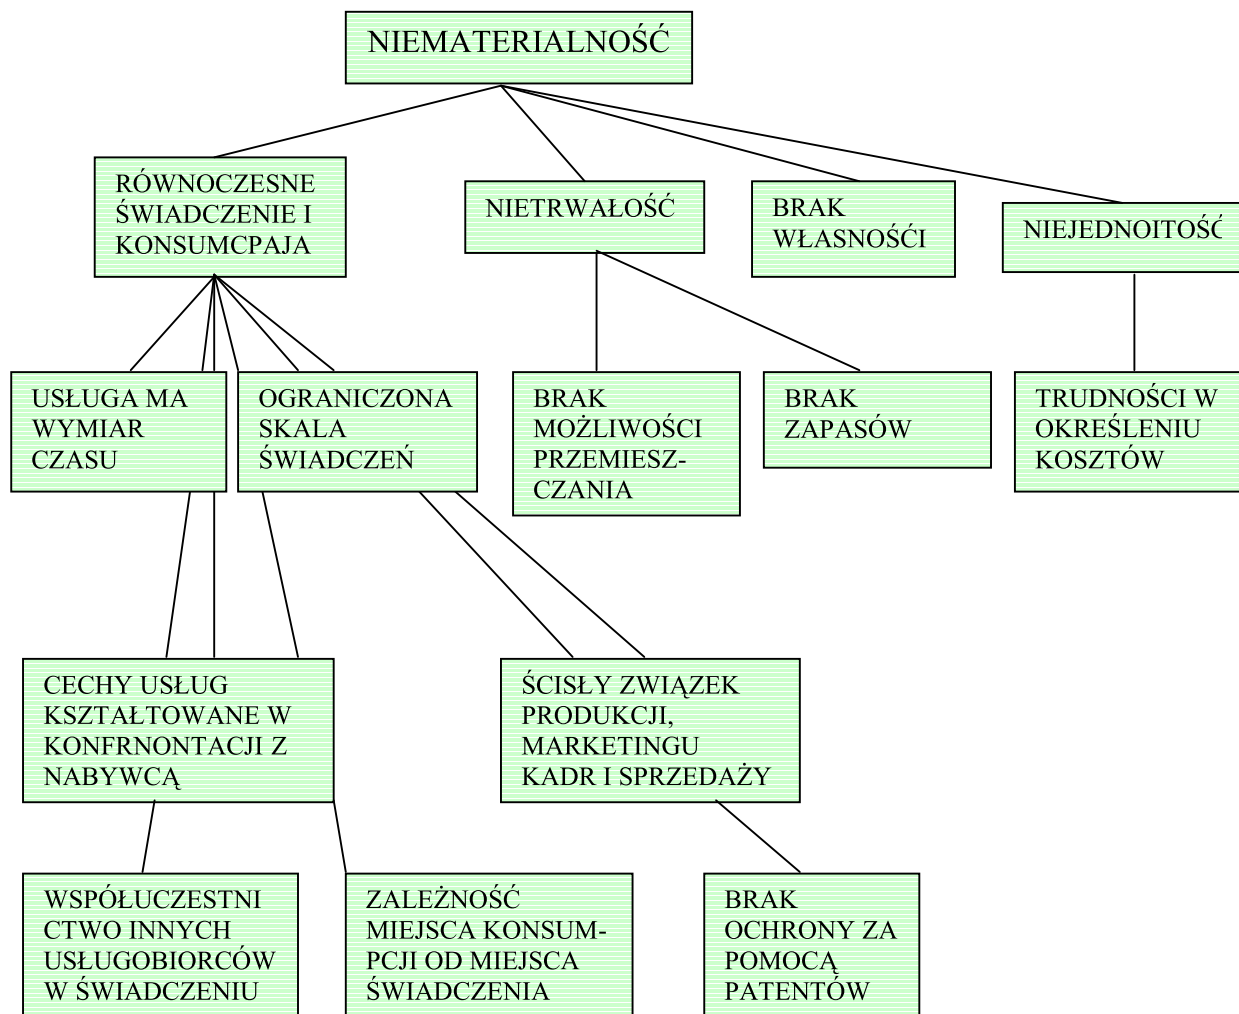 NIEMATERIALNOŚĆ
RÓWNOCZESNE
ŚWIADCZENIE I
KONSUMCPAJA
NIETRWAŁOŚĆ
BRAK
WŁASNOŚĆI
NIEJEDNOITOŚĆ
USŁUGA MA
WYMIAR
CZASU
OGRANICZONA
SKALA
ŚWIADCZEŃ
BRAK
MOŻLIWOŚCI
PRZEMIESZ-
CZANIA
BRAK
ZAPASÓW
TRUDNOŚCI W
OKREŚLENIU
KOSZTÓW
CECHY USŁUG
KSZTAŁTOWANE W
KONFRNONTACJI Z
NABYWCĄ
ŚCISŁY ZWIĄZEK
PRODUKCJI,
MARKETINGU
KADR I SPRZEDAŻY
WSPÓŁUCZESTNI
CTWO INNYCH
USŁUGOBIORCÓW
W ŚWIADCZENIU
ZALEŻNOŚĆ
MIEJSCA KONSUM-
PCJI OD MIEJSCA
ŚWIADCZENIA
BRAK
OCHRONY ZA
POMOCĄ
PATENTÓW